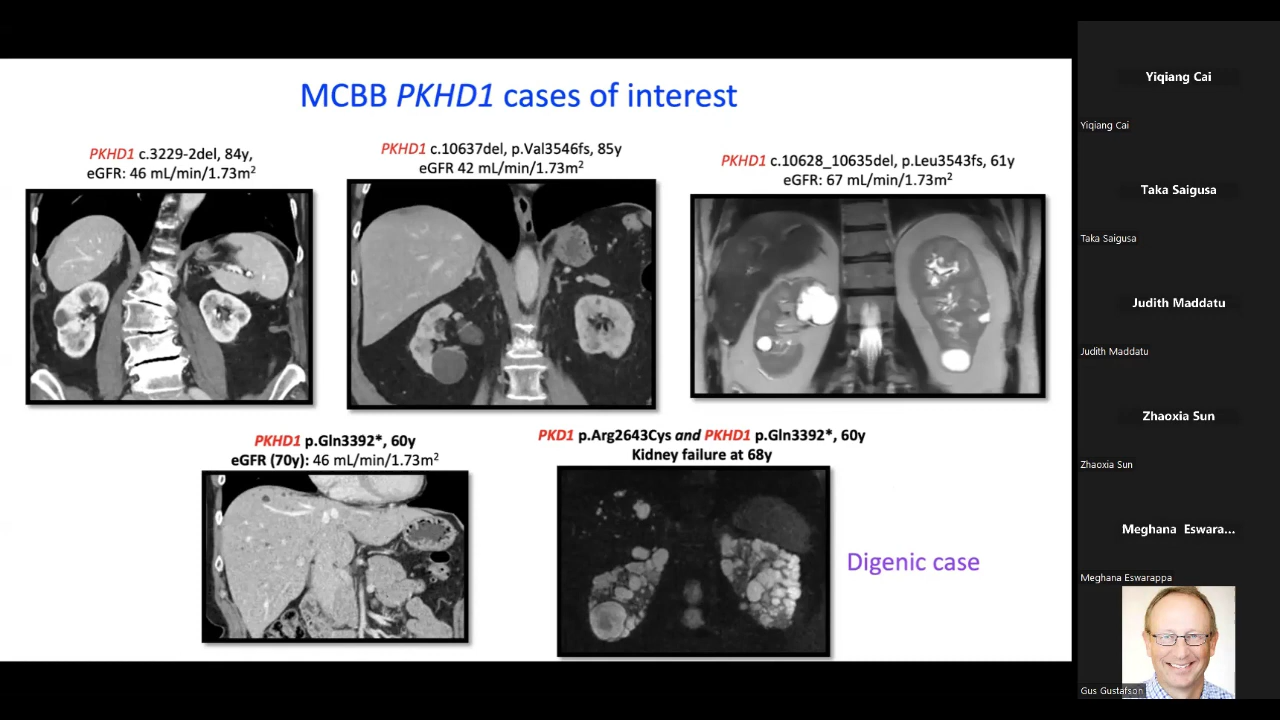 MCBB PKHD1 cases of interest
PKHD1 c.3229-2del, 84y,
eGFR: 46 mL/min/1.73m²
PKHD1 c.10637del, p.Val3546fs, 85y
eGFR 42 mL/min/1.73m²
PKHD1 c.10628_10635del, p.Leu3543fs, 61y
eGFR: 67 mL/min/1.73m²
PKHD1 p.Gln3392*, 60y
eGFR (70y): 46 mL/min/1.73m²
PKD1 p.Arg2643Cys and PKHD1 p.Gln3392*, 60y
Kidney failure at 68y
Digenic case
Yiqiang Cai
Yiqiang Cai
Taka Saigusa
Taka Saigusa
Judith Maddatu
Judith Maddatu
Zhaoxia Sun
Zhaoxia Sun
Meghana Eswara...
Meghana Eswarappa
Gus Gustafson